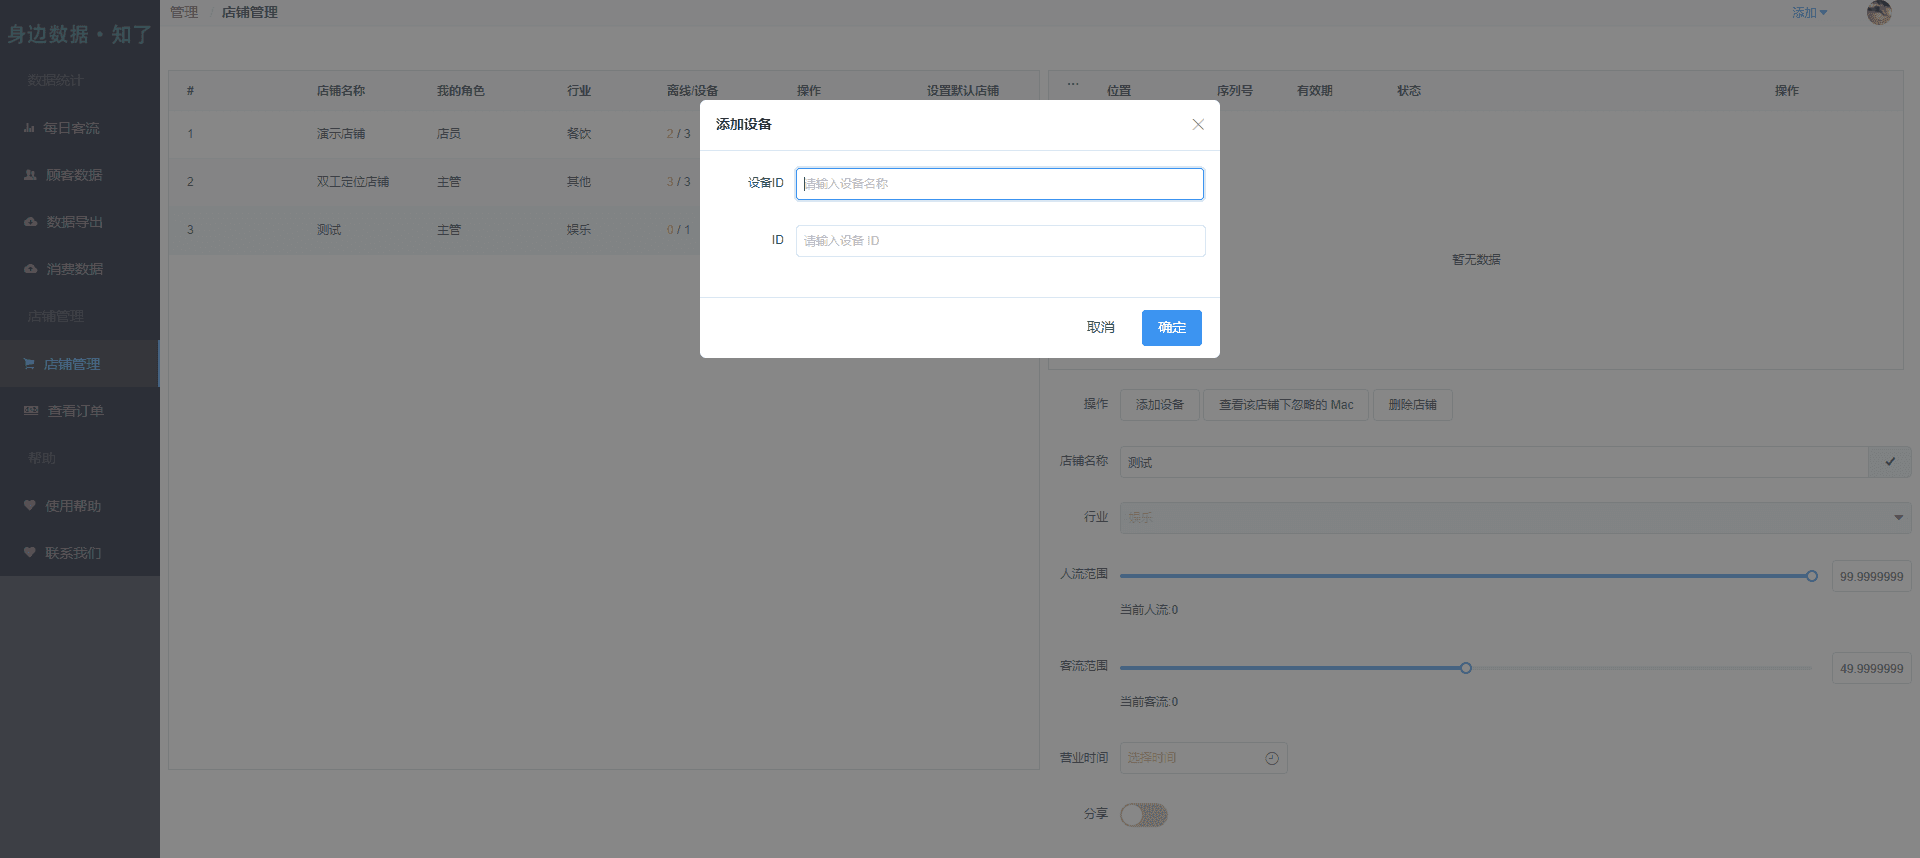 管理 / 店铺管理
添加
身边数据·知了
数据统计
每日客流
顾客数据
数据导出
消费数据
店铺管理
店铺管理
查看订单
帮助
使用帮助
联系我们
# 店铺名称 我的角色 行业 离线/设备 操作 设置默认店铺
1 演示店铺 店员 餐饮 2 / 3
2 双工定位店铺 主管 其他 3 / 3
3 测试 主管 娱乐 0 / 1
... 位置 序列号 有效期 状态 操作
暂无数据
添加设备
设备ID 请输入设备名称
ID 请输入设备 ID
取消 确定
操作 添加设备 查看该店铺下忽略的 Mac 删除店铺
店铺名称 测试
行业 娱乐
人流范围 99.9999999
当前人流:0
客流范围 49.9999999
当前客流:0
营业时间 选择时间
分享